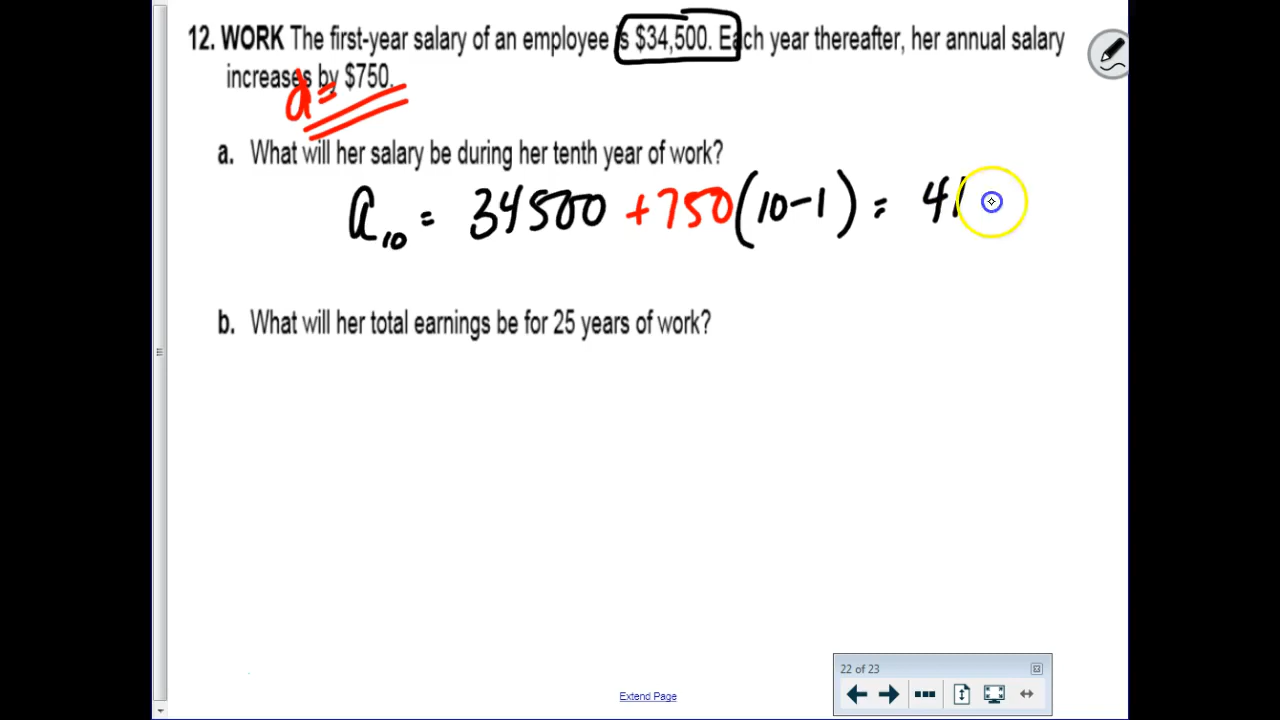 12. WORK The first-year salary of an employee is $34,500. Each year thereafter, her annual salary
increases by $750.
d=
a. What will her salary be during her tenth year of work?
a10 = 34500 +750(10-1) = 41
b. What will her total earnings be for 25 years of work?
22 of 23
Extend Page